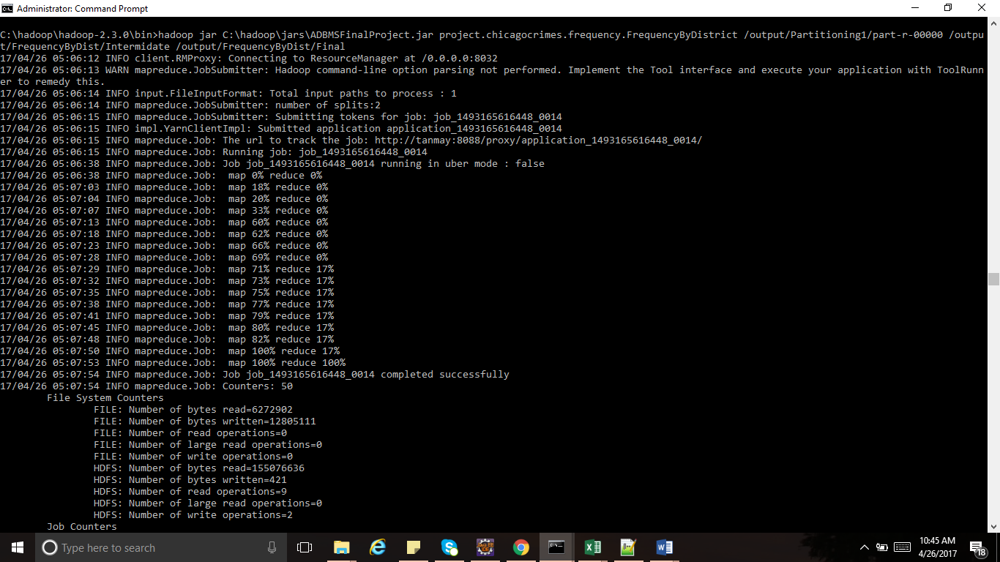 Administrator: Command Prompt
C:\hadoop\hadoop-2.3.0\bin>hadoop jar C:\hadoop\jars\ADBMSFinalProject.jar project.chicagocrimes.frequency.FrequencyByDistrict /output/Partitioning1/part-r-00000 /outpu
t/FrequencyByDist/Intermidate /output/FrequencyByDist/Final
17/04/26 05:06:12 INFO client.RMProxy: Connecting to ResourceManager at /0.0.0.0:8032
17/04/26 05:06:13 WARN mapreduce.JobSubmitter: Hadoop command-line option parsing not performed. Implement the Tool interface and execute your application with ToolRunn
er to remedy this.
17/04/26 05:06:14 INFO input.FileInputFormat: Total input paths to process : 1
17/04/26 05:06:14 INFO mapreduce.JobSubmitter: number of splits:2
17/04/26 05:06:15 INFO mapreduce.JobSubmitter: Submitting tokens for job: job_1493165616448_0014
17/04/26 05:06:15 INFO impl.YarnClientImpl: Submitted application application_1493165616448_0014
17/04/26 05:06:15 INFO mapreduce.Job: The url to track the job: http://tanmay:8088/proxy/application_1493165616448_0014/
17/04/26 05:06:15 INFO mapreduce.Job: Running job: job_1493165616448_0014
17/04/26 05:06:38 INFO mapreduce.Job: Job job_1493165616448_0014 running in uber mode : false
17/04/26 05:06:38 INFO mapreduce.Job:  map 0% reduce 0%
17/04/26 05:07:03 INFO mapreduce.Job:  map 18% reduce 0%
17/04/26 05:07:04 INFO mapreduce.Job:  map 20% reduce 0%
17/04/26 05:07:07 INFO mapreduce.Job:  map 33% reduce 0%
17/04/26 05:07:13 INFO mapreduce.Job:  map 60% reduce 0%
17/04/26 05:07:18 INFO mapreduce.Job:  map 62% reduce 0%
17/04/26 05:07:23 INFO mapreduce.Job:  map 66% reduce 0%
17/04/26 05:07:28 INFO mapreduce.Job:  map 69% reduce 0%
17/04/26 05:07:29 INFO mapreduce.Job:  map 71% reduce 17%
17/04/26 05:07:32 INFO mapreduce.Job:  map 73% reduce 17%
17/04/26 05:07:35 INFO mapreduce.Job:  map 75% reduce 17%
17/04/26 05:07:38 INFO mapreduce.Job:  map 77% reduce 17%
17/04/26 05:07:41 INFO mapreduce.Job:  map 79% reduce 17%
17/04/26 05:07:45 INFO mapreduce.Job:  map 80% reduce 17%
17/04/26 05:07:48 INFO mapreduce.Job:  map 82% reduce 17%
17/04/26 05:07:50 INFO mapreduce.Job:  map 100% reduce 17%
17/04/26 05:07:53 INFO mapreduce.Job:  map 100% reduce 100%
17/04/26 05:07:54 INFO mapreduce.Job: Job job_1493165616448_0014 completed successfully
17/04/26 05:07:54 INFO mapreduce.Job: Counters: 50
File System Counters
FILE: Number of bytes read=6272902
FILE: Number of bytes written=12805111
FILE: Number of read operations=0
FILE: Number of large read operations=0
FILE: Number of write operations=0
HDFS: Number of bytes read=155076636
HDFS: Number of bytes written=421
HDFS: Number of read operations=9
HDFS: Number of large read operations=0
HDFS: Number of write operations=2
Job Counters
Type here to search
10:45 AM
4/26/2017
18